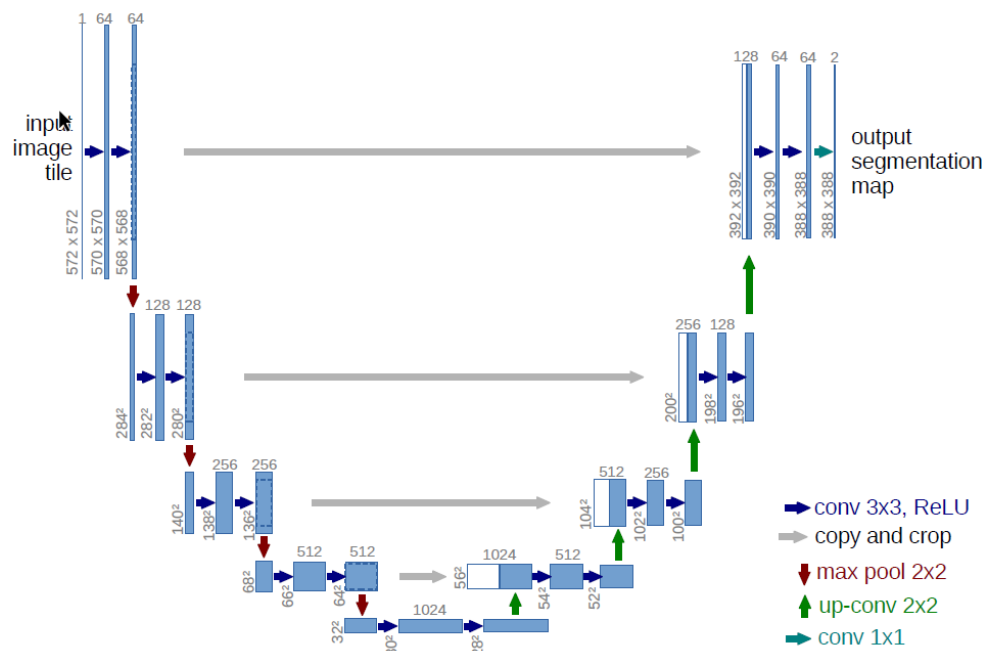 1 64 64
128 64 64 2
input
image
tile
output
segmentation
map
572 x 572
570 x 570
568 x 568
392 x 392
390 x 390
388 x 388
388 x 388
128 128
256 128
284²
282²
280²
200²
198²
196²
256 256
512 256
140²
138²
136²
104²
102²
100²
512 512
1024 512
68²
66²
64²
56²
54²
52²
1024
32²
30²
28²
conv 3x3, ReLU
copy and crop
max pool 2x2
up-conv 2x2
conv 1x1